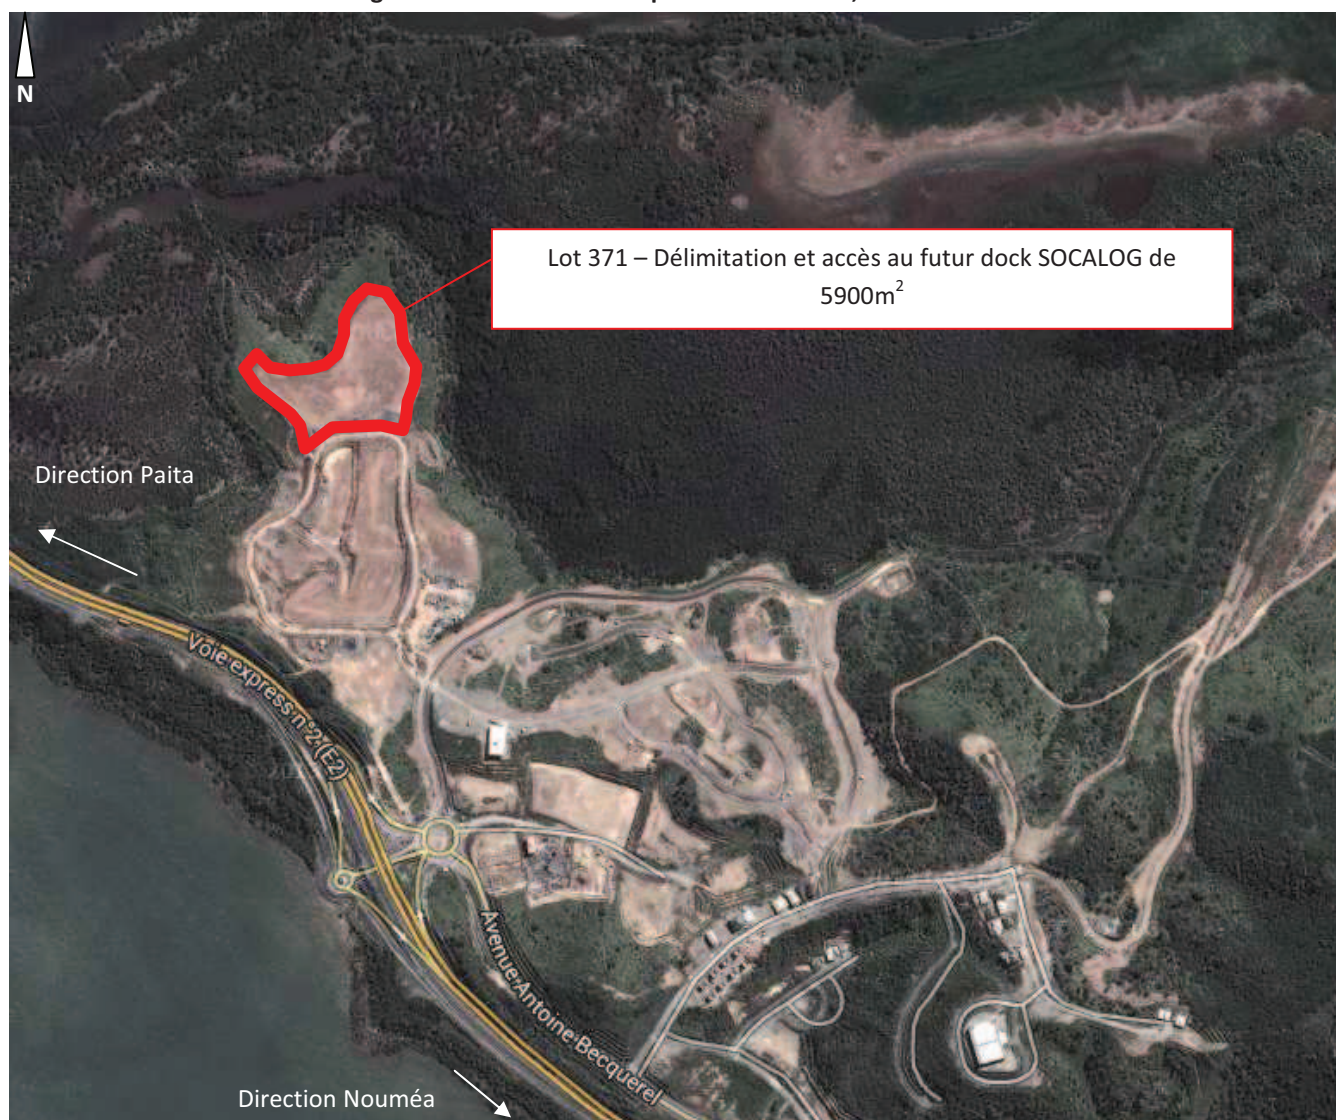 N
Lot 371 – Délimitation et accès au futur dock SOCALOG de
5900m²
Direction Paita
Voie express n°2 (E2)
Avenue Antoine Becquerel
Direction Nouméa